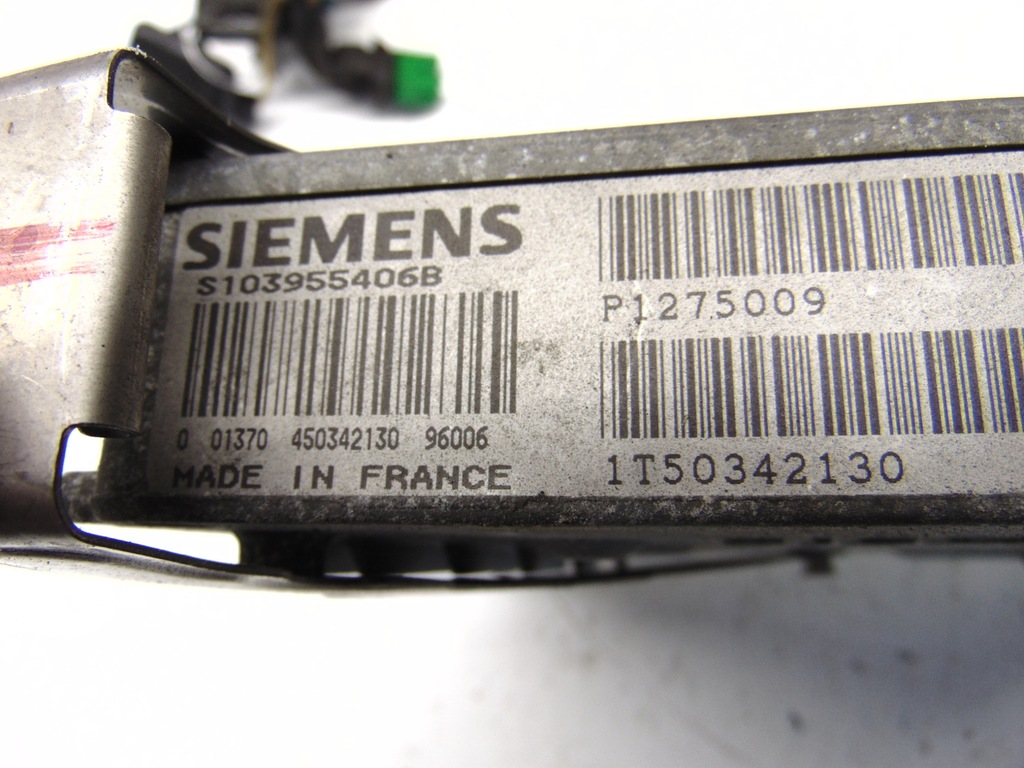 SIEMENS
S103955406B
0 01370 450342130 96006
MADE IN FRANCE
P1275009
1T50342130